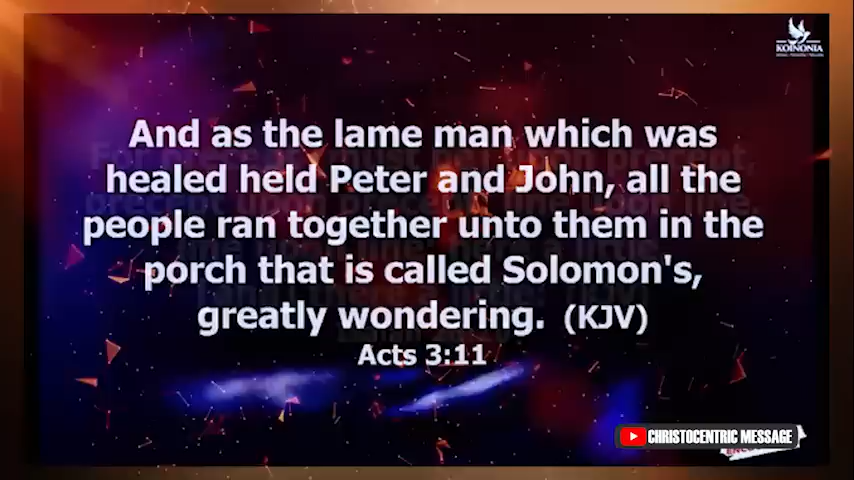 KOINONIA
And as the lame man which was
healed held Peter and John, all the
people ran together unto them in the
porch that is called Solomon's,
greatly wondering. (KJV)
Acts 3:11
CHRISTOCENTRIC MESSAGE